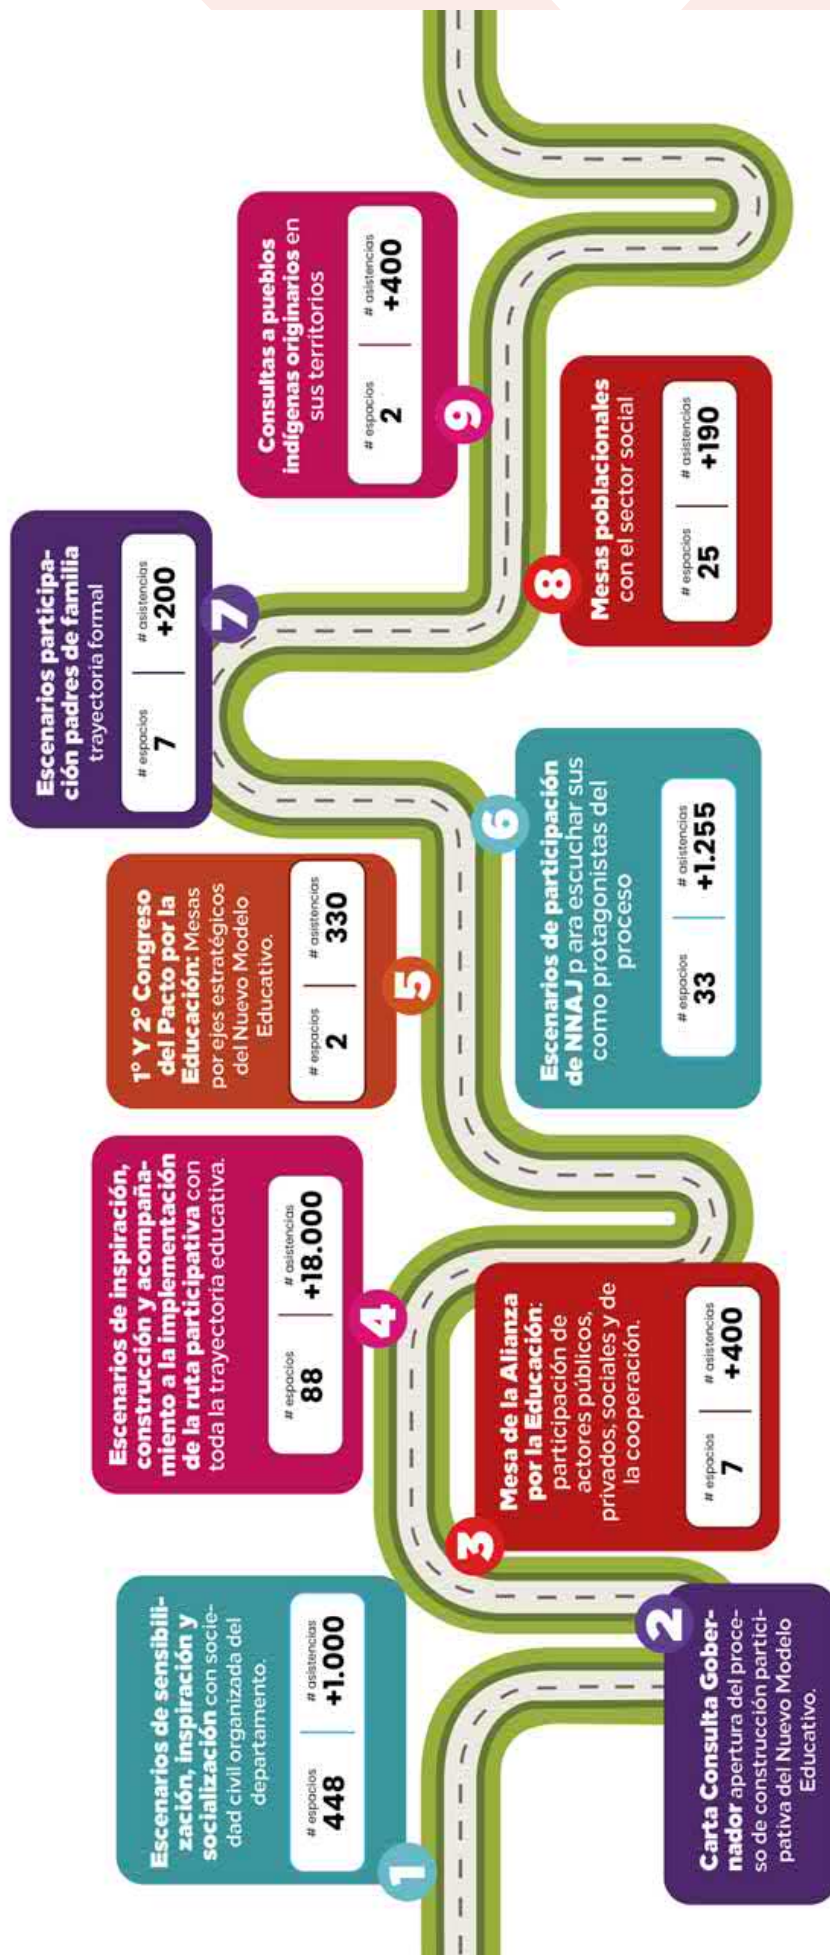 1
Escenarios de sensibili-
zación, inspiración y
socialización con socie-
dad civil organizada del
departamento.
# espacios
448
# asistencias
+1.000
2
Carta Consulta Gober-
nador apertura del proce-
so de construcción partici-
pativa del Nuevo Modelo
Educativo.
3
Mesa de la Alianza
por la Educación:
participación de
actores públicos,
privados, sociales y de
la cooperación.
# espacios
7
# asistencias
+400
4
Escenarios de inspiración,
construcción y acompaña-
miento a la implementación
de la ruta participativa con
toda la trayectoria educativa.
# espacios
88
# asistencias
+18.000
5
1° Y 2° Congreso
del Pacto por la
Educación: Mesas
por ejes estratégicos
del Nuevo Modelo
Educativo.
# espacios
2
# asistencias
330
6
Escenarios de participación
de NNAJ p ara escuchar sus
como protagonistas del
proceso
# espacios
33
# asistencias
+1.255
7
Escenarios participa-
ción padres de familia
trayectoria formal
# espacios
7
# asistencias
+200
8
Mesas poblacionales
con el sector social
# espacios
25
# asistencias
+190
9
Consultas a pueblos
indígenas originarios en
sus territorios
# espacios
2
# asistencias
+400